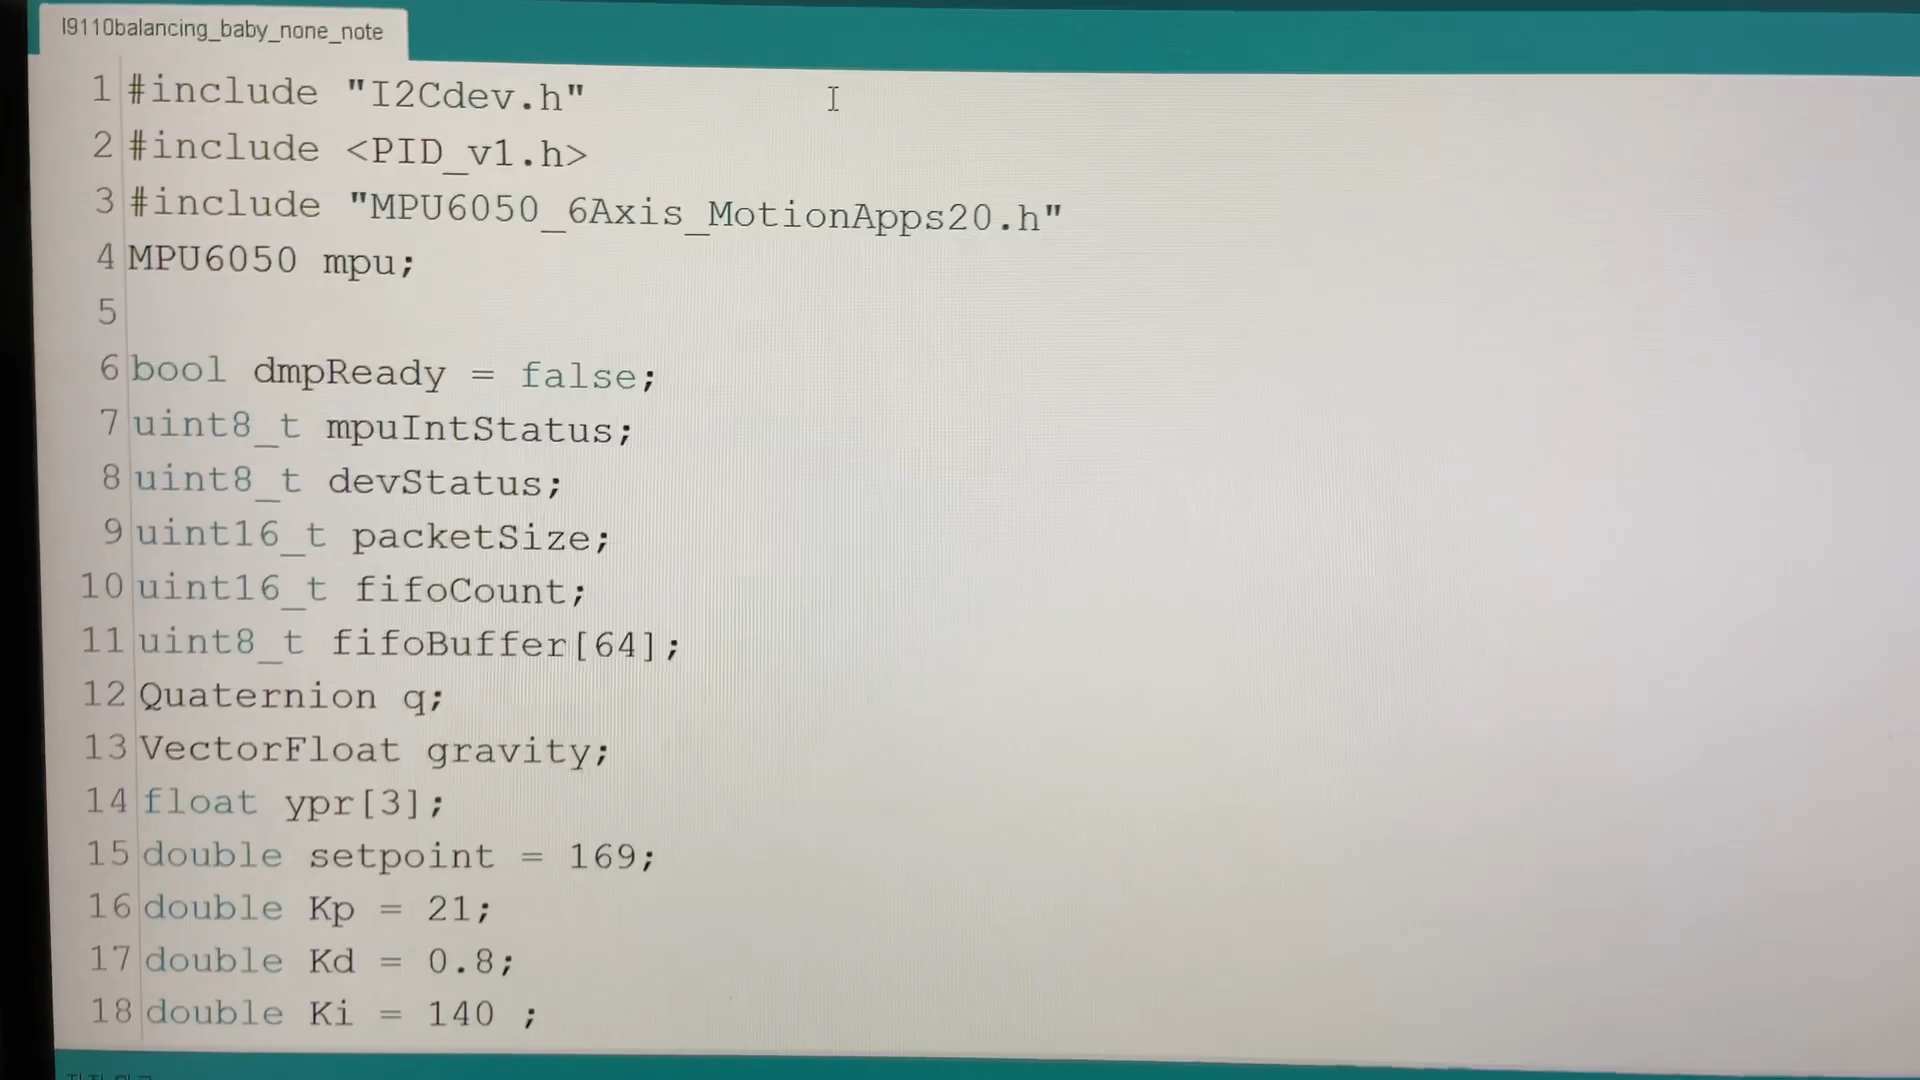 I9110balancing_baby_none_note
1 #include "I2Cdev.h"
2 #include <PID_v1.h>
3 #include "MPU6050_6Axis_MotionApps20.h"
4 MPU6050 mpu;
5
6 bool dmpReady = false;
7 uint8_t mpuIntStatus;
8 uint8_t devStatus;
9 uint16_t packetSize;
10 uint16_t fifoCount;
11 uint8_t fifoBuffer[64];
12 Quaternion q;
13 VectorFloat gravity;
14 float ypr[3];
15 double setpoint = 169;
16 double Kp = 21;
17 double Kd = 0.8;
18 double Ki = 140 ;